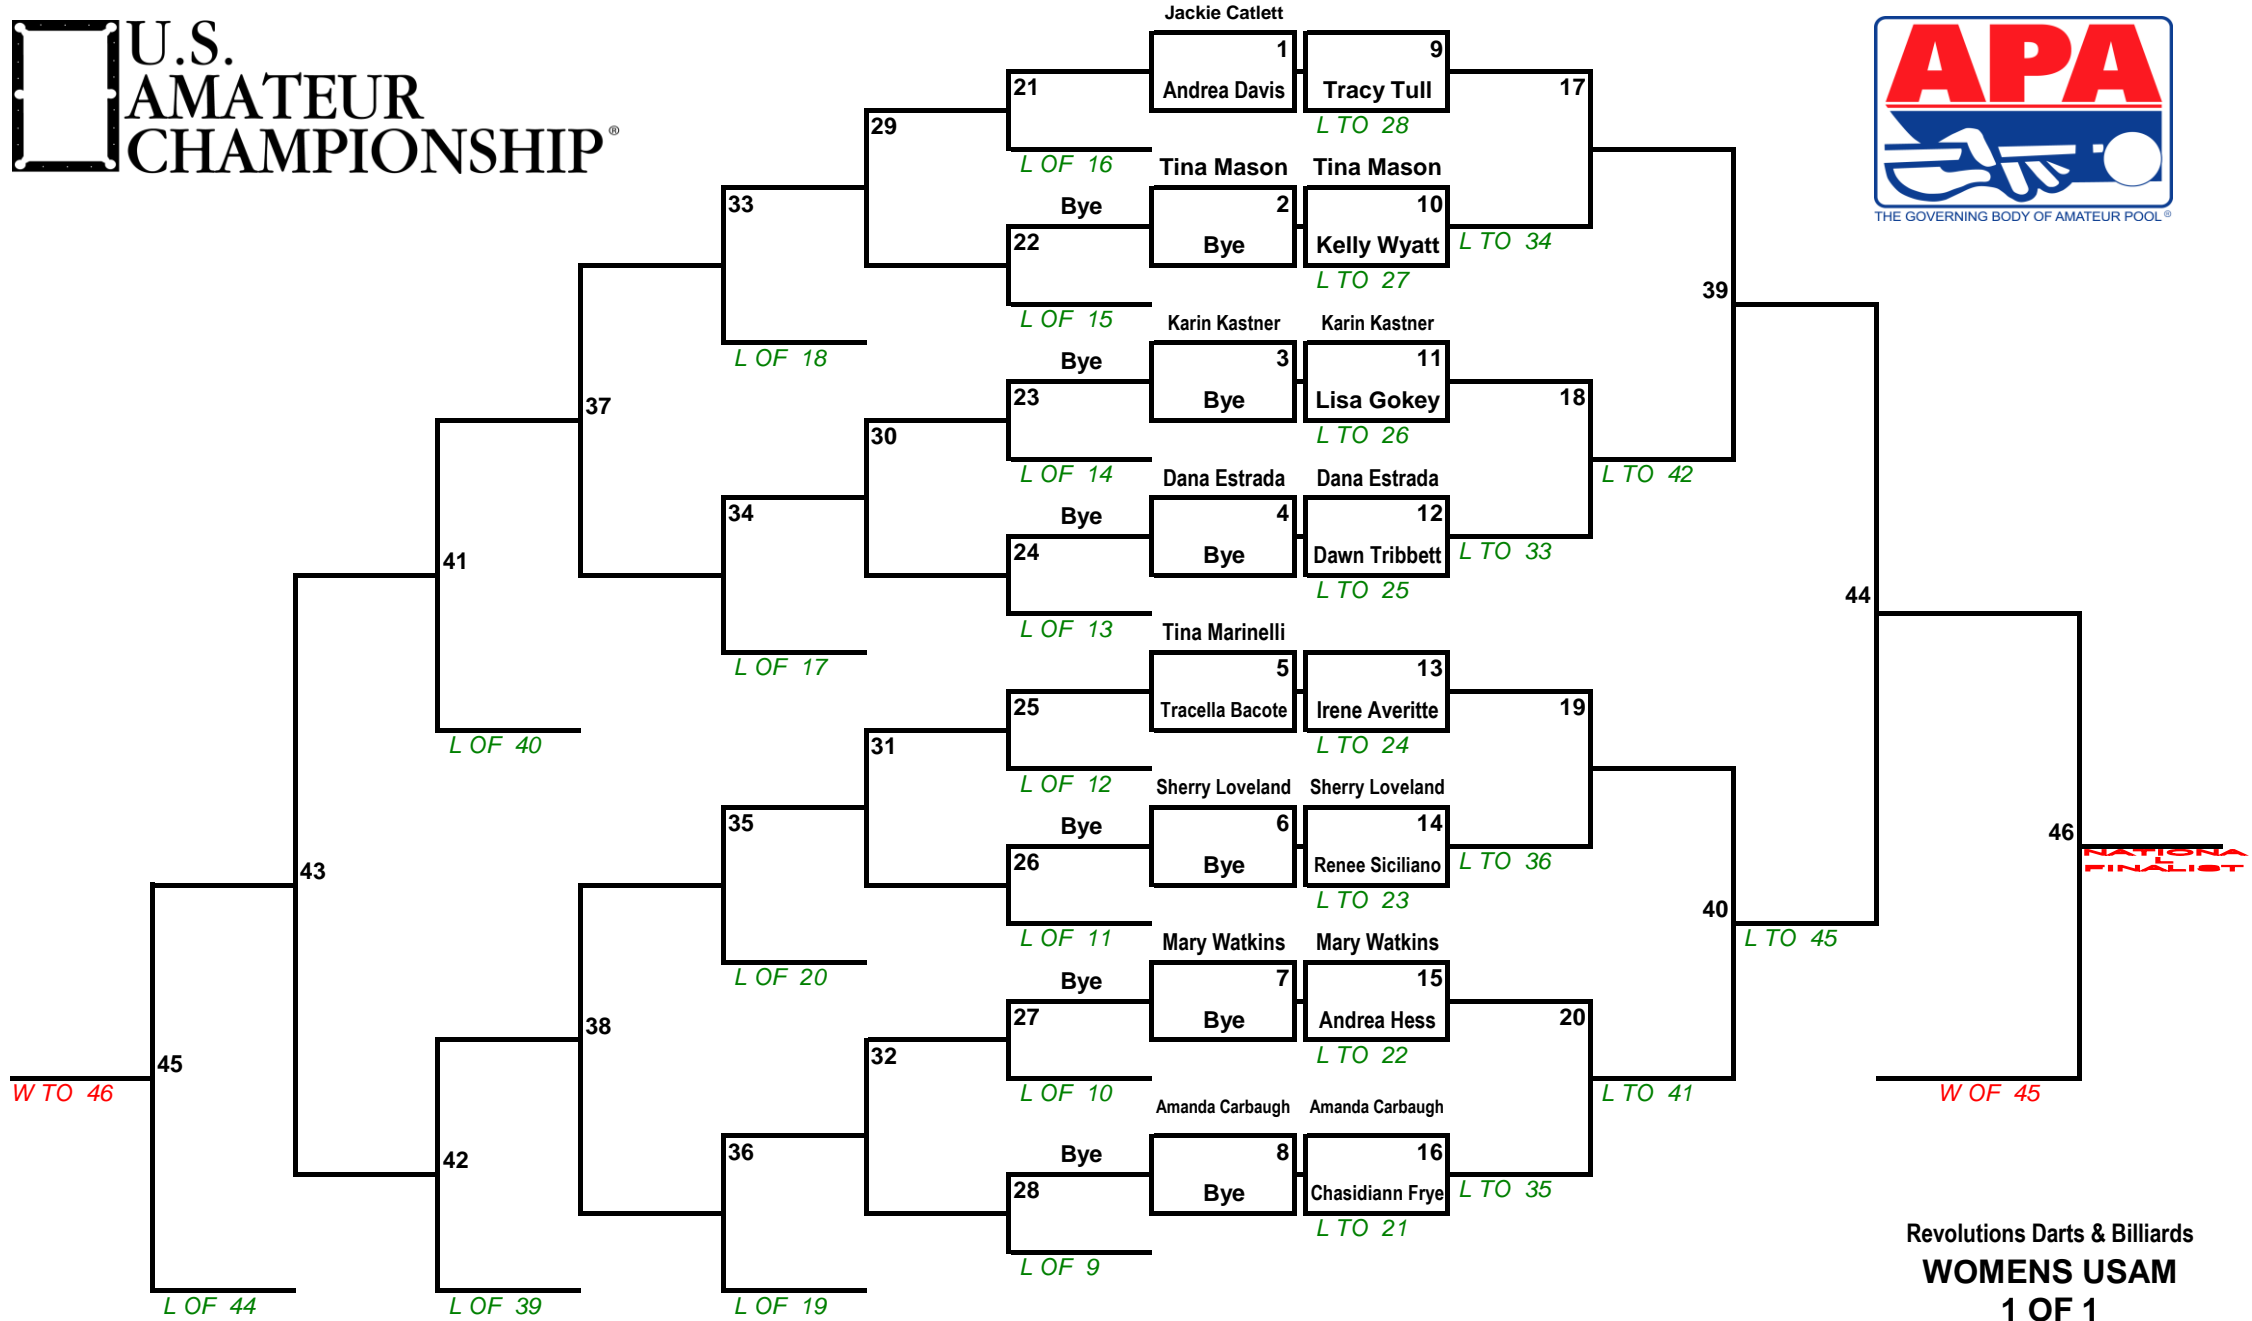 U.S.
AMATEUR
CHAMPIONSHIP®
APA
THE GOVERNING BODY OF AMATEUR POOL®
Jackie Catlett
1 9
Andrea Davis Tracy Tull
21 17
L TO 28
29
L OF 16
Tina Mason Tina Mason
33 Bye 2 10
22 Bye Kelly Wyatt L TO 34
L TO 27
39
L OF 15
Karin Kastner Karin Kastner
L OF 18 Bye 3 11
23 Bye Lisa Gokey 18
37
L TO 26
30
L OF 14 L TO 42
Dana Estrada Dana Estrada
34 Bye 4 12
24 Bye Dawn Tribbett L TO 33
41
L TO 25
44
L OF 13
Tina Marinelli
L OF 17 5 13
25 Tracella Bacote Irene Averitte 19
L OF 40 31 L TO 24
L OF 12
Sherry Loveland Sherry Loveland
35 Bye 6 14
46
26 Bye Renee Siciliano L TO 36
NATIONA
L
FINALIST
43
L TO 23
40
L OF 11 L TO 45
Mary Watkins Mary Watkins
L OF 20 Bye 7 15
27 Bye Andrea Hess 20
38
L TO 22
45 32
W TO 46 L OF 10 L TO 41 W OF 45
Amanda Carbaugh Amanda Carbaugh
42 36 Bye 8 16
28 Bye Chasidiann Frye L TO 35
L TO 21
L OF 9
L OF 44 L OF 39 L OF 19
Revolutions Darts & Billiards
WOMENS USAM
1 OF 1